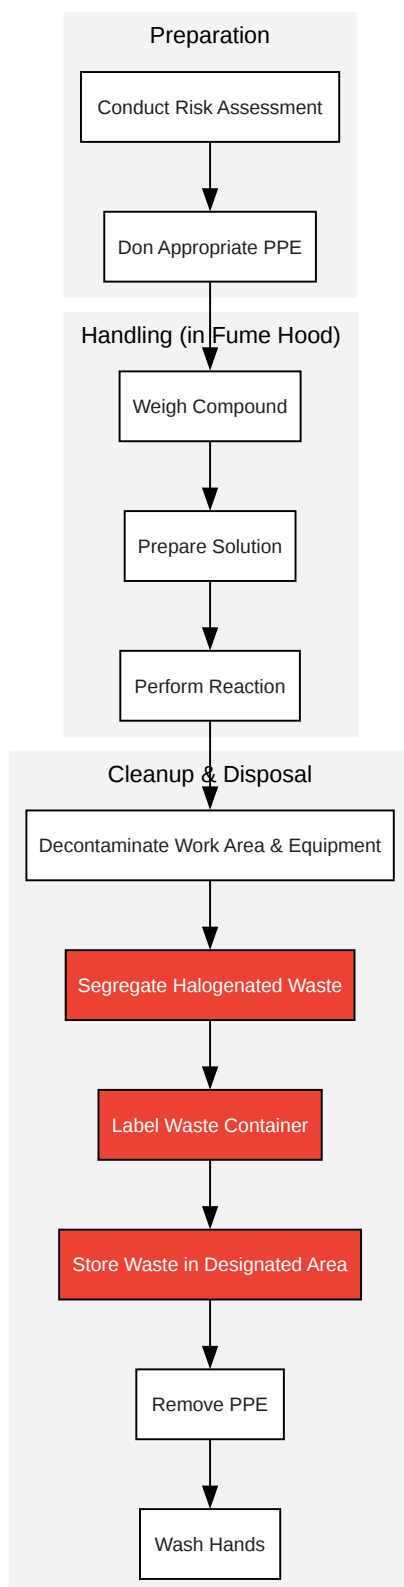 Preparation
Conduct Risk Assessment
Don Appropriate PPE
Handling (in Fume Hood)
Weigh Compound
Prepare Solution
Perform Reaction
Cleanup & Disposal
Decontaminate Work Area & Equipment
Segregate Halogenated Waste
Label Waste Container
Store Waste in Designated Area
Remove PPE
Wash Hands